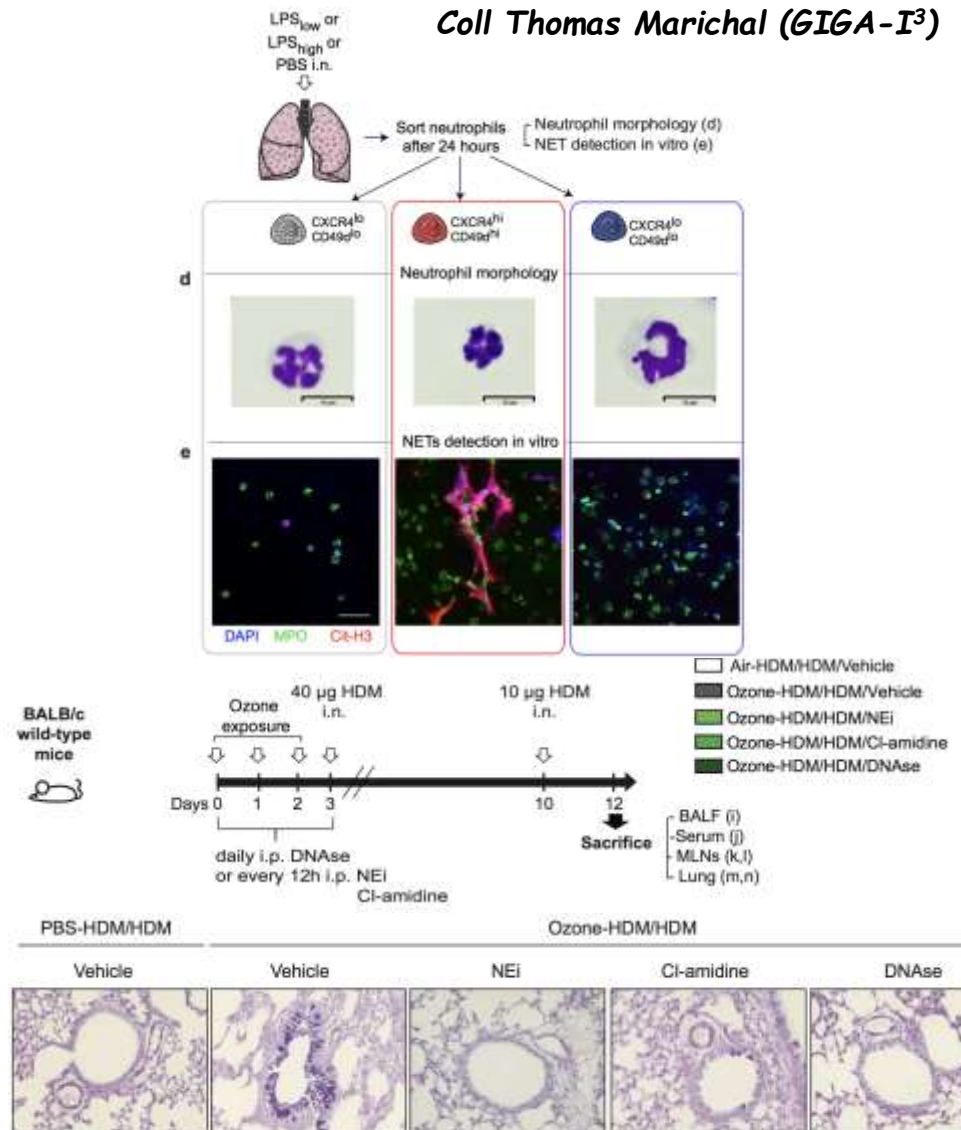 Coll Thomas Marichal (GIGA-I³)
LPSlow or
LPShigh or
PBS i.n.
Sort neutrophils
after 24 hours
Neutrophil morphology (d)
NET detection in vitro (e)
CXCR4lo
CD49dlo
CXCR4hi
CD49dhi
CXCR4lo
CD49dlo
d
Neutrophil morphology
NETs detection in vitro
e
DAPI MPO Cit-H3
Air-HDM/HDM/Vehicle
Ozone-HDM/HDM/Vehicle
Ozone-HDM/HDM/NEi
Ozone-HDM/HDM/Cl-amidine
Ozone-HDM/HDM/DNAse
BALB/c
wild-type
mice
Ozone
exposure
40 µg HDM
i.n.
10 µg HDM
i.n.
Days 0 1 2 3 10 12
daily i.p. DNAse
or every 12h i.p. NEi
Cl-amidine
Sacrifice
BALF (i)
Serum (j)
MLNs (k,l)
Lung (m,n)
PBS-HDM/HDM Ozone-HDM/HDM
Vehicle Vehicle NEi Cl-amidine DNAse